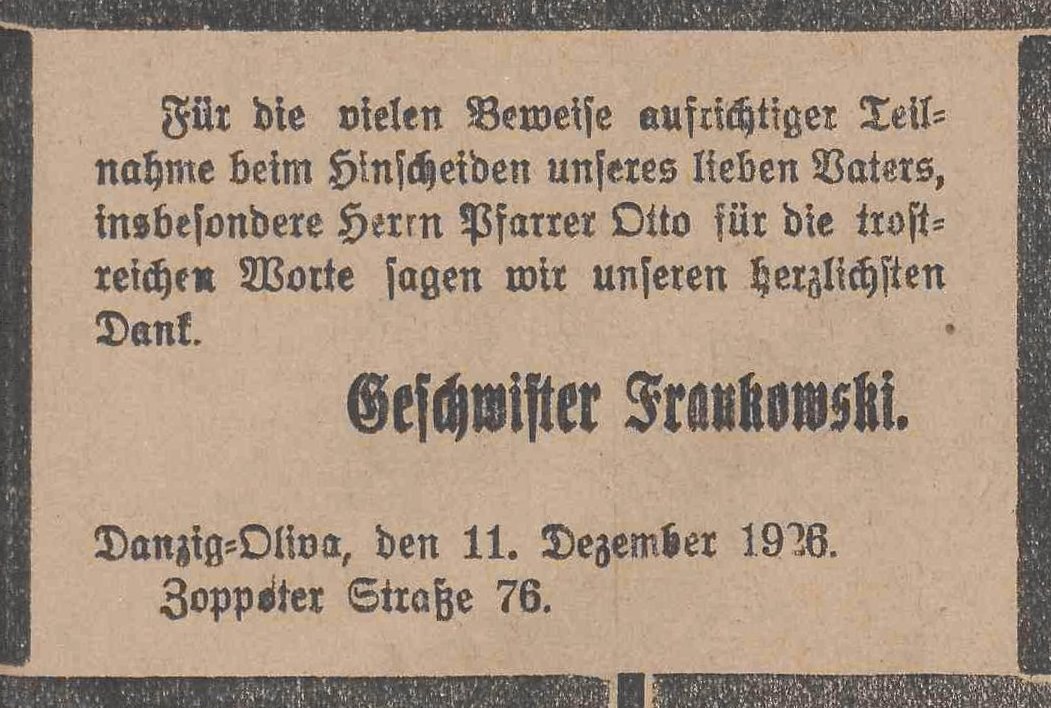 Für die vielen Beweise aufrichtiger Teil-
nahme beim Hinscheiden unseres lieben Vaters,
insbesondere Herrn Pfarrer Otto für die trost-
reichen Worte sagen wir unseren herzlichsten
Dank.
Geschwister Frankowski.
Danzig-Oliva, den 11. Dezember 1926.
Zoppoter Straße 76.